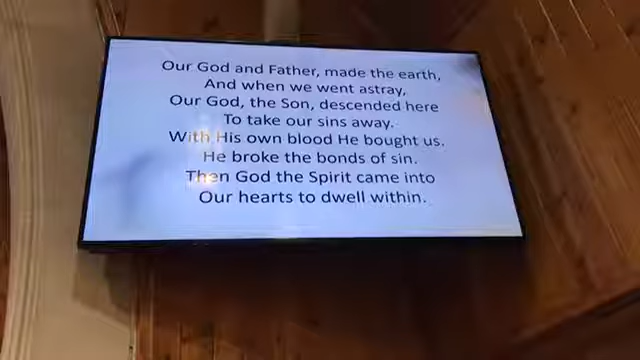 Our God and Father, made the earth,
And when we went astray,
Our God, the Son, descended here
To take our sins away.
With His own blood He bought us.
He broke the bonds of sin.
Then God the Spirit came into
Our hearts to dwell within.